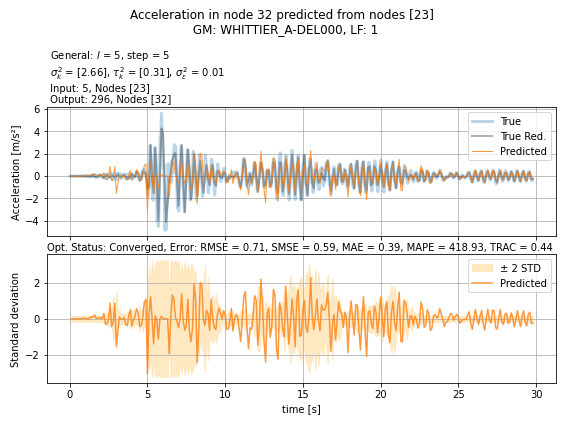 Acceleration in node 32 predicted from nodes [23]
GM: WHITTIER_A-DEL000, LF: 1
General: l = 5, step = 5
σ²ₖ = [2.66], τ²ₖ = [0.31], σ²ε = 0.01
Input: 5, Nodes [23]
Output: 296, Nodes [32]
Acceleration [m/s²]
6
4
2
0
−2
−4
True
True Red.
Predicted
Opt. Status: Converged, Error: RMSE = 0.71, SMSE = 0.59, MAE = 0.39, MAPE = 418.93, TRAC = 0.44
Standard deviation
2
0
−2
± 2 STD
Predicted
0 5 10 15 20 25 30
time [s]